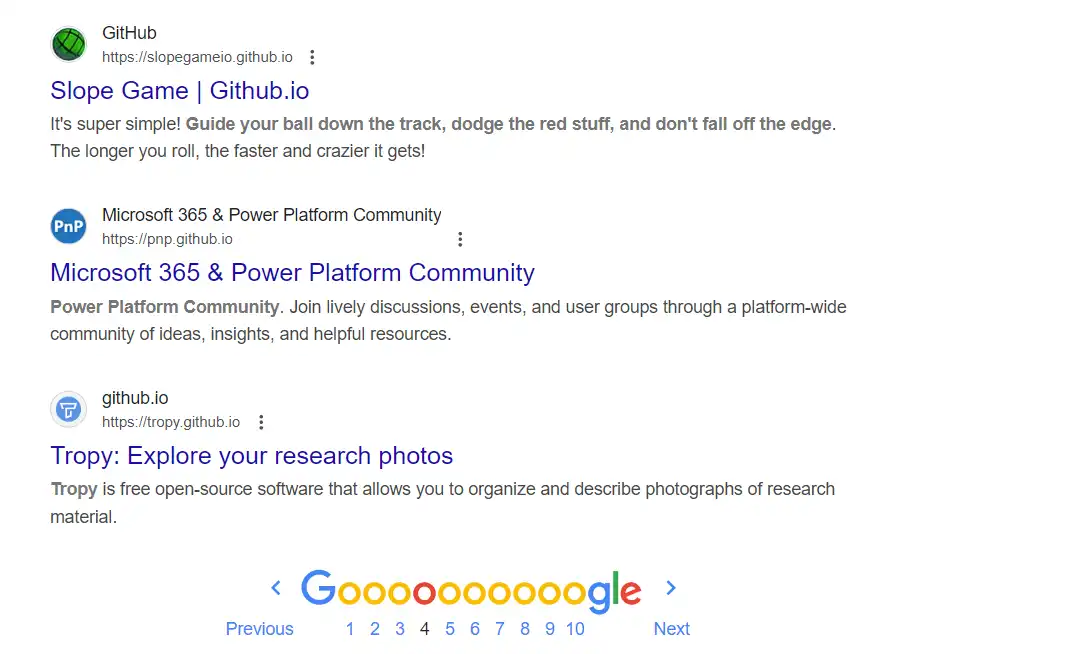 GitHub
https://slopegameio.github.io
Slope Game | Github.io
It's super simple! Guide your ball down the track, dodge the red stuff, and don't fall off the edge.
The longer you roll, the faster and crazier it gets!
PnP
Microsoft 365 & Power Platform Community
https://pnp.github.io
Microsoft 365 & Power Platform Community
Power Platform Community. Join lively discussions, events, and user groups through a platform-wide
community of ideas, insights, and helpful resources.
github.io
https://tropy.github.io
Tropy: Explore your research photos
Tropy is free open-source software that allows you to organize and describe photographs of research
material.
Goooooooooogle
Previous 1 2 3 4 5 6 7 8 9 10 Next